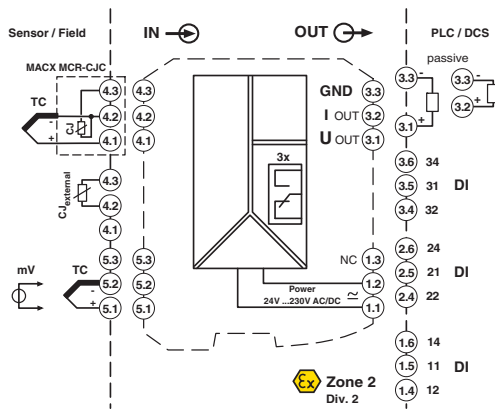 Sensor / Field
IN
OUT
PLC / DCS
MACX MCR-CJC
TC
-
+
CJ
4.3
4.2
4.1
4.3
4.2
4.1
CJexternal
4.3
4.2
4.1
mV
TC
-
+
5.3
5.2
5.1
5.3
5.2
5.1
3x
GND
I OUT
U OUT
3.3
3.2
3.1
NC
1.3
1.2
1.1
Power
24V ...230V AC/DC
passive
3.3 -
3.1 +
3.3 -
3.2 +
3.6 34
3.5 31 DI
3.4 32
2.6 24
2.5 21 DI
2.4 22
1.6 14
1.5 11 DI
1.4 12
Ex Zone 2
Div. 2